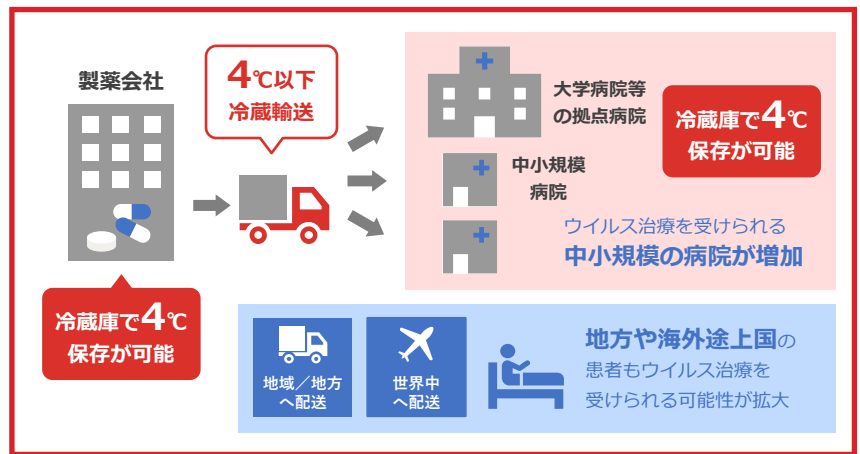 製薬会社
4℃以下
冷蔵輸送
大学病院等
の拠点病院
冷蔵庫で4℃
保存が可能
中小規模
病院
ウイルス治療を受けられる
中小規模の病院が増加
冷蔵庫で4℃
保存が可能
地域／地方
へ配送
世界中
へ配送
地方や海外途上国の
患者もウイルス治療を
受けられる可能性が拡大